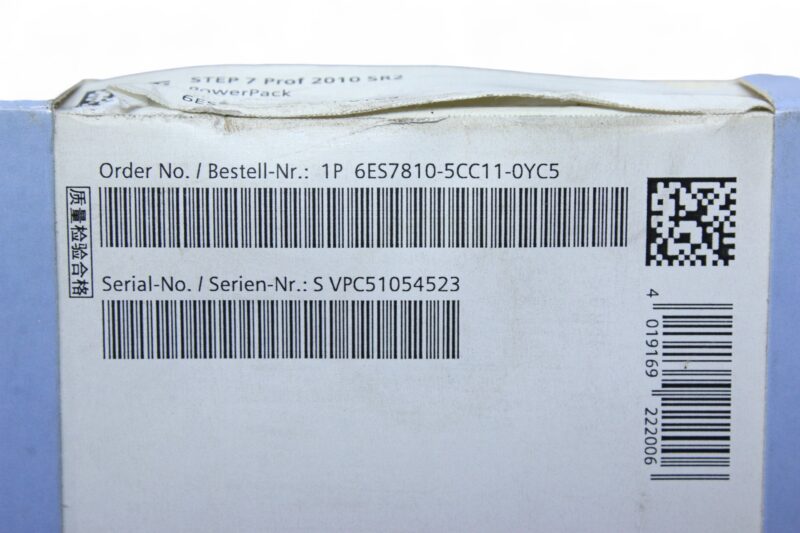 STEP 7 Prof 2010 SR2
PowerPack
Order No. / Bestell-Nr.: 1P 6ES7810-5CC11-0YC5
质量检验合格
Serial-No. / Serien-Nr.: S VPC51054523
4 019169 222006